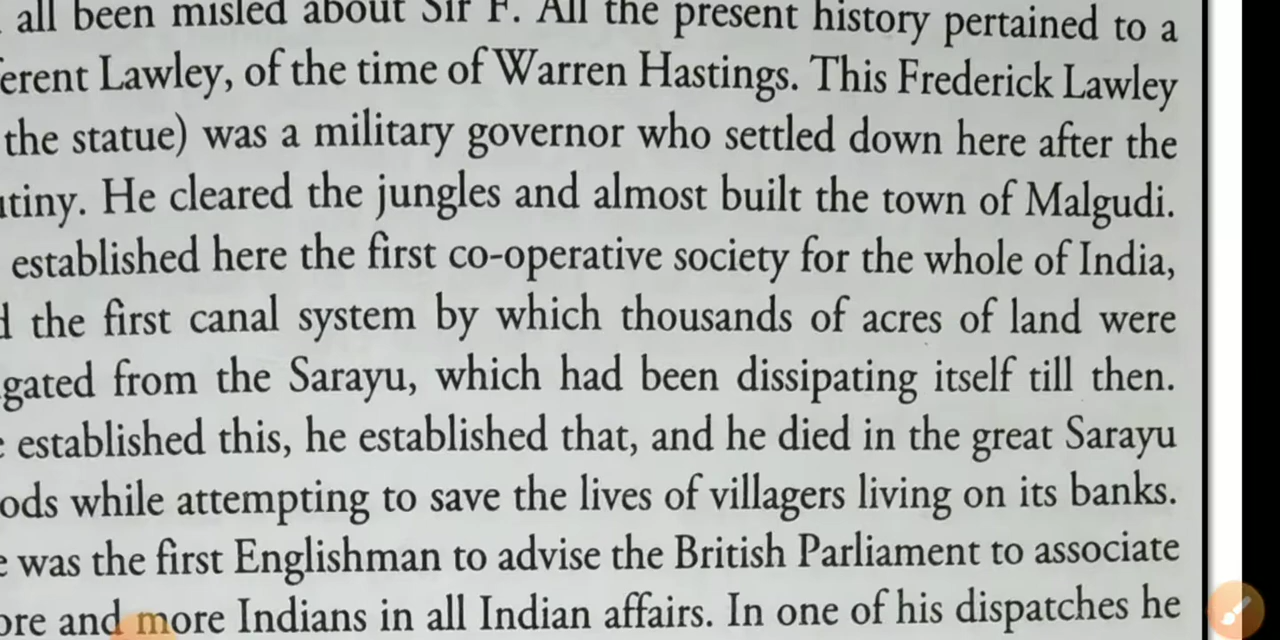 all been misled about Sir F. All the present history pertained to a
erent Lawley, of the time of Warren Hastings. This Frederick Lawley
the statue) was a military governor who settled down here after the
tiny. He cleared the jungles and almost built the town of Malgudi.
established here the first co-operative society for the whole of India,
the first canal system by which thousands of acres of land were
gated from the Sarayu, which had been dissipating itself till then.
established this, he established that, and he died in the great Sarayu
ods while attempting to save the lives of villagers living on its banks.
was the first Englishman to advise the British Parliament to associate
ore and more Indians in all Indian affairs. In one of his dispatches he